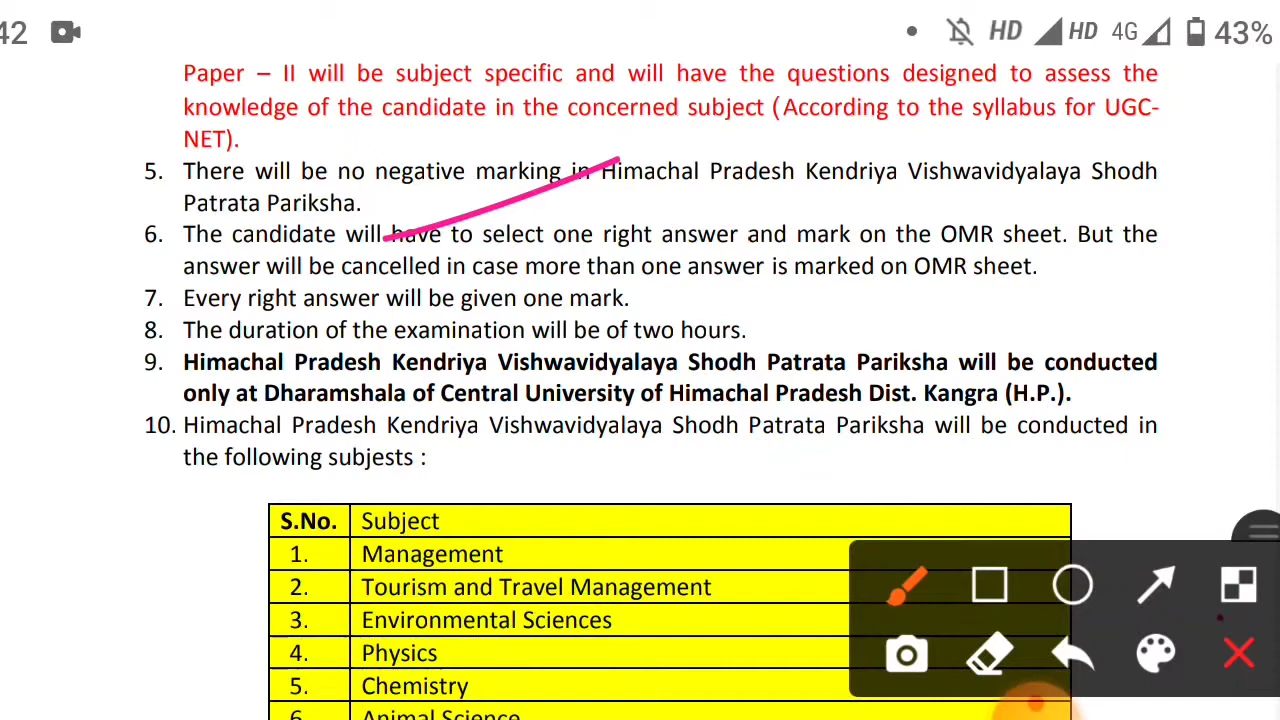 42 HD HD 4G 43%
Paper – II will be subject specific and will have the questions designed to assess the
knowledge of the candidate in the concerned subject (According to the syllabus for UGC-
NET).
5. There will be no negative marking in Himachal Pradesh Kendriya Vishwavidyalaya Shodh
Patrata Pariksha.
6. The candidate will have to select one right answer and mark on the OMR sheet. But the
answer will be cancelled in case more than one answer is marked on OMR sheet.
7. Every right answer will be given one mark.
8. The duration of the examination will be of two hours.
9. Himachal Pradesh Kendriya Vishwavidyalaya Shodh Patrata Pariksha will be conducted
only at Dharamshala of Central University of Himachal Pradesh Dist. Kangra (H.P.).
10. Himachal Pradesh Kendriya Vishwavidyalaya Shodh Patrata Pariksha will be conducted in
the following subjests :
S.No. Subject
1. Management
2. Tourism and Travel Management
3. Environmental Sciences
4. Physics
5. Chemistry
6. Animal Science